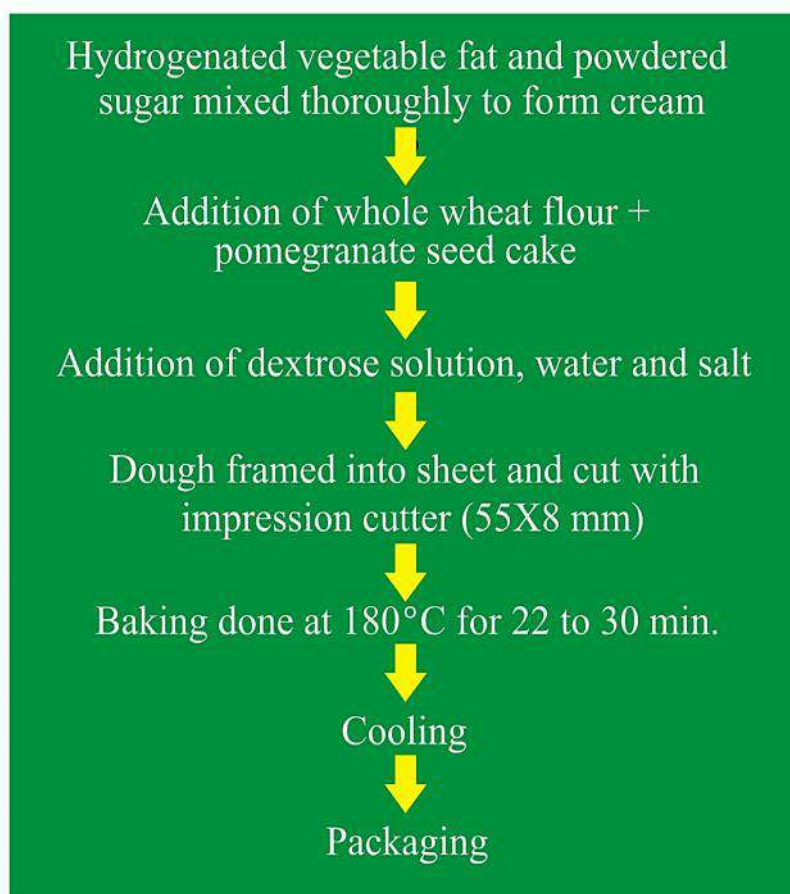 Hydrogenated vegetable fat and powdered
sugar mixed thoroughly to form cream
Addition of whole wheat flour +
pomegranate seed cake
Addition of dextrose solution, water and salt
Dough framed into sheet and cut with
impression cutter (55X8 mm)
Baking done at 180°C for 22 to 30 min.
Cooling
Packaging